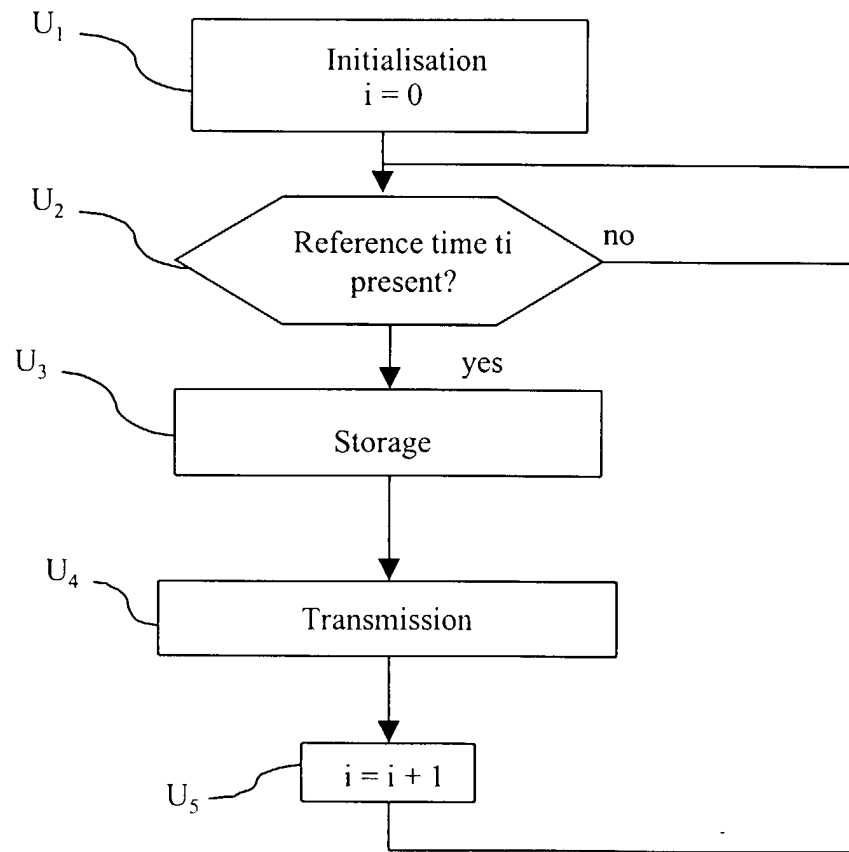 U₁
Initialisation
i = 0
U₂
Reference time ti
present?
no
yes
U₃
Storage
U₄
Transmission
U₅
i = i + 1